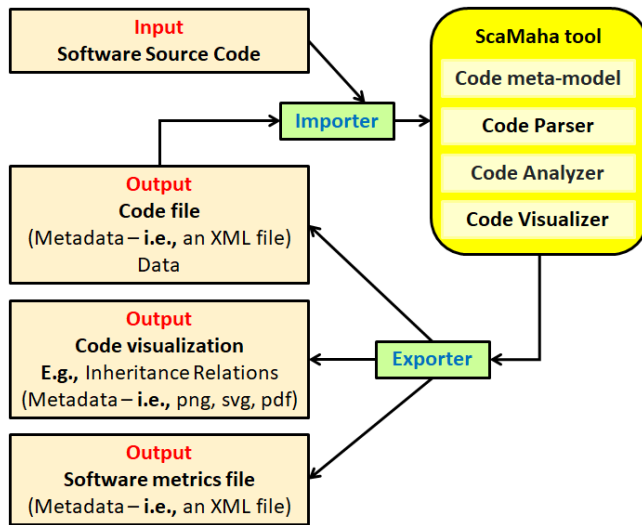 Input
Software Source Code
ScaMaha tool
Code meta-model
Code Parser
Code Analyzer
Code Visualizer
Importer
Output
Code file
(Metadata – i.e., an XML file)
Data
Output
Code visualization
E.g., Inheritance Relations
(Metadata – i.e., png, svg, pdf)
Exporter
Output
Software metrics file
(Metadata – i.e., an XML file)